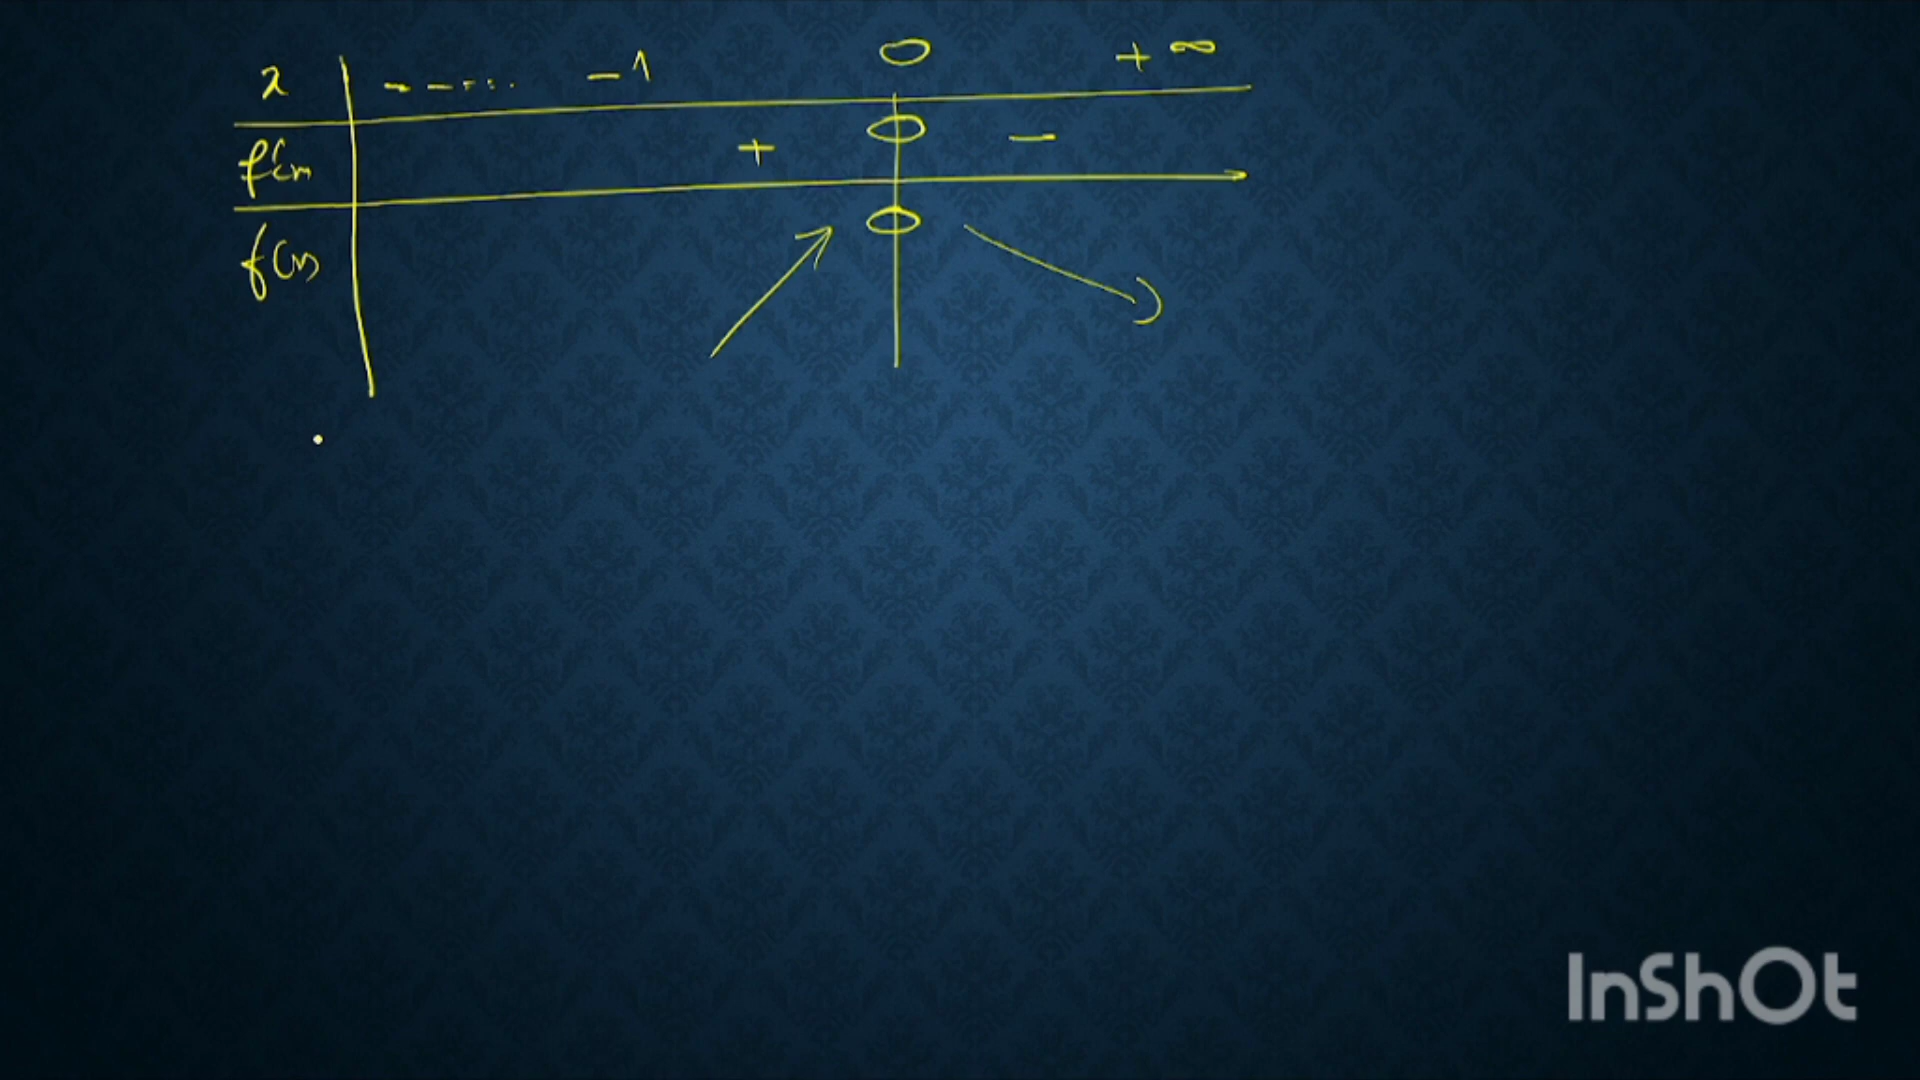 x - - - - - . . -1 0 +∞
f'(x) + 0 -
f(x) 0
InShOt